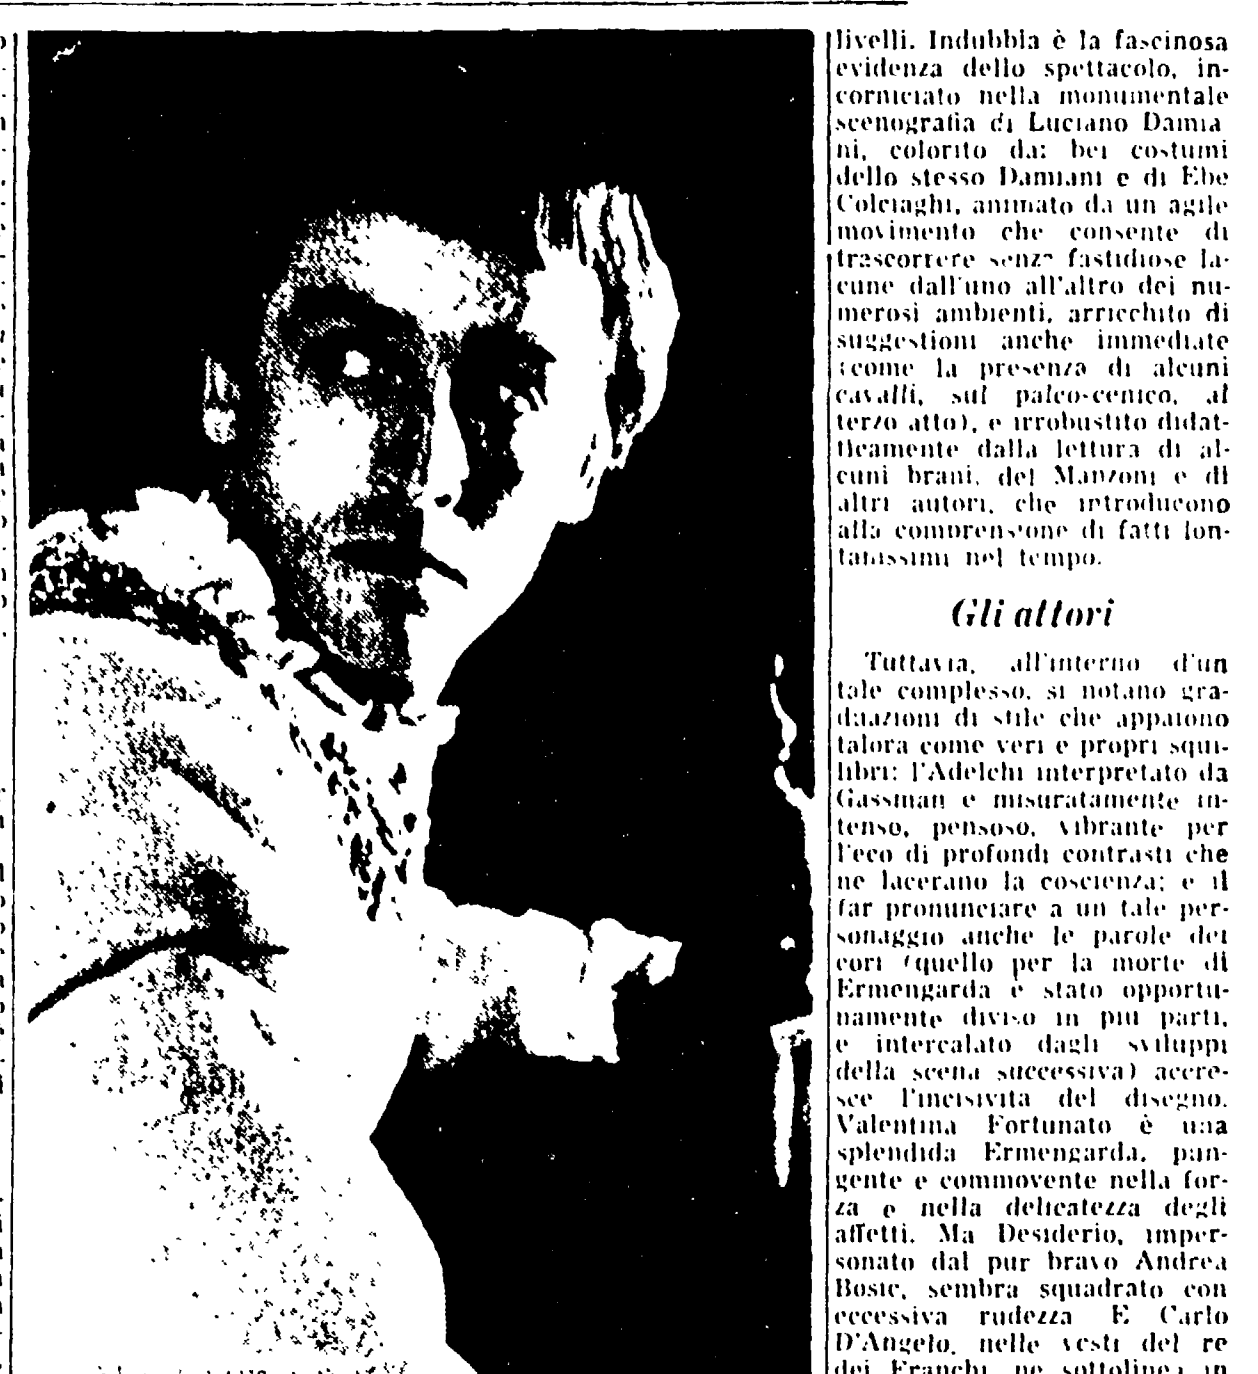 livelli. Indubbia è la fascinosa
evidenza dello spettacolo, in-
corniciato nella monumentale
scenografia di Luciano Damia
ni, colorito dai bei costumi
dello stesso Damiani e di Ebe
Colciaghi, animato da un agile
movimento che consente di
trascorrere senza fastidiose la-
cune dall'uno all'altro dei nu-
merosi ambienti, arricchito di
suggestioni anche immediate
(come la presenza di alcuni
cavalli, sul palcoscenico, al
terzo atto), e irrobustito didat-
ticamente dalla lettura di al-
cuni brani, del Manzoni e di
altri autori, che introducono
alla comprensione di fatti lon-
tanissimi nel tempo.
Gli attori
Tuttavia, all'interno d'un
tale complesso, si notano gra-
duazioni di stile che appaiono
talora come veri e propri squi-
libri: l'Adelchi interpretato da
Gassman è misuratamente in-
tenso, pensoso, vibrante per
l'eco di profondi contrasti che
ne lacerano la coscienza; e il
far pronunciare a un tale per-
sonaggio anche le parole dei
cori (quello per la morte di
Ermengarda è stato opportu-
namente diviso in più parti,
e intercalato dagli sviluppi
della scena successiva) accre-
sce l'incisività del disegno.
Valentina Fortunato è una
splendida Ermengarda, pun-
gente e commovente nella for-
za e nella delicatezza degli
affetti. Ma Desiderio, imper-
sonato dal pur bravo Andrea
Bosic, sembra squadrato con
eccessiva rudezza E Carlo
D'Angelo, nelle vesti del re
dei Franchi, ne sottolinea in